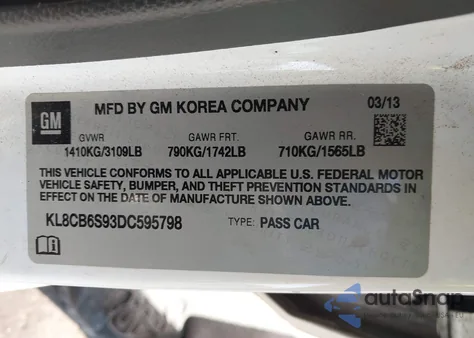 GM
MFD BY GM KOREA COMPANY
03/13
GVWR GAWR FRT. GAWR RR.
1410KG/3109LB 790KG/1742LB 710KG/1565LB
THIS VEHICLE CONFORMS TO ALL APPLICABLE U.S. FEDERAL MOTOR
VEHICLE SAFETY, BUMPER, AND THEFT PREVENTION STANDARDS
IN EFFECT ON THE DATE OF MANUFACTURE SHOWN ABOVE.
KL8CB6S93DC595798 TYPE: PASS CAR
autoSnap